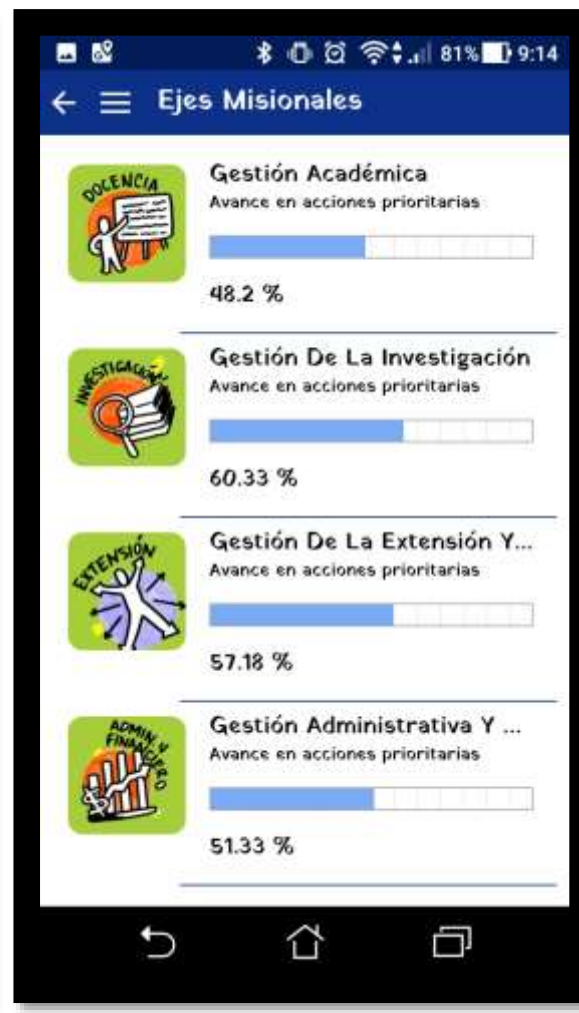 81% 9:14
Ejes Misionales
DOCENCIA
Gestión Académica
Avance en acciones prioritarias
48.2 %
INVESTIGACIÓN
Gestión De La Investigación
Avance en acciones prioritarias
60.33 %
EXTENSIÓN
Gestión De La Extensión Y...
Avance en acciones prioritarias
57.18 %
ADMIN Y
FINANCIERO
Gestión Administrativa Y ...
Avance en acciones prioritarias
51.33 %